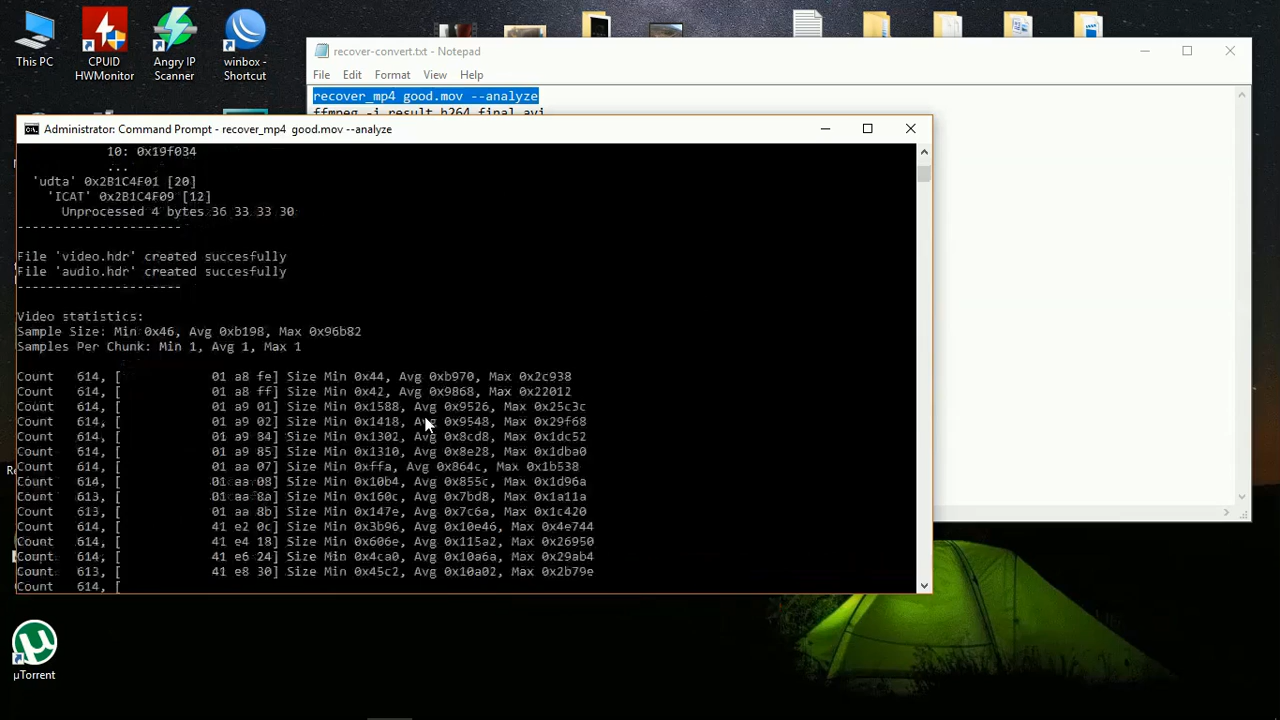 This PC
CPUID
HWMonitor
Angry IP
Scanner
winbox -
Shortcut
recover-convert.txt - Notepad
File Edit Format View Help
recover_mp4 good.mov --analyze
ffmpeg -i result.h264 final.avi
Administrator: Command Prompt - recover_mp4  good.mov --analyze
10: 0x19f034
...
'udta' 0x2B1C4F01 [20]
'ICAT' 0x2B1C4F09 [12]
Unprocessed 4 bytes 36 33 33 30
----------------------
File 'video.hdr' created succesfully
File 'audio.hdr' created succesfully
----------------------
Video statistics:
Sample Size: Min 0x46, Avg 0xb198, Max 0x96b82
Samples Per Chunk: Min 1, Avg 1, Max 1
Count   614, [            01 a8 fe] Size Min 0x44, Avg 0xb970, Max 0x2c938
Count   614, [            01 a8 ff] Size Min 0x42, Avg 0x9868, Max 0x22012
Count   614, [            01 a9 01] Size Min 0x1588, Avg 0x9526, Max 0x25c3c
Count   614, [            01 a9 02] Size Min 0x1418, Avg 0x9548, Max 0x29f68
Count   614, [            01 a9 84] Size Min 0x1302, Avg 0x8cd8, Max 0x1dc52
Count   614, [            01 a9 85] Size Min 0x1310, Avg 0x8e28, Max 0x1dba0
Count   614, [            01 aa 07] Size Min 0xffa, Avg 0x864c, Max 0x1b538
Count   614, [            01 aa 08] Size Min 0x10b4, Avg 0x855c, Max 0x1d96a
Count   613, [            01 aa 8a] Size Min 0x160c, Avg 0x7bd8, Max 0x1a11a
Count   613, [            01 aa 8b] Size Min 0x147e, Avg 0x7c6a, Max 0x1c420
Count   614, [            41 e2 0c] Size Min 0x3b96, Avg 0x10e46, Max 0x4e744
Count   614, [            41 e4 18] Size Min 0x606e, Avg 0x115a2, Max 0x26950
Count   614, [            41 e6 24] Size Min 0x4ca0, Avg 0x10a6a, Max 0x29ab4
Count   613, [            41 e8 30] Size Min 0x45c2, Avg 0x10a02, Max 0x2b79e
Count   614, [
µTorrent